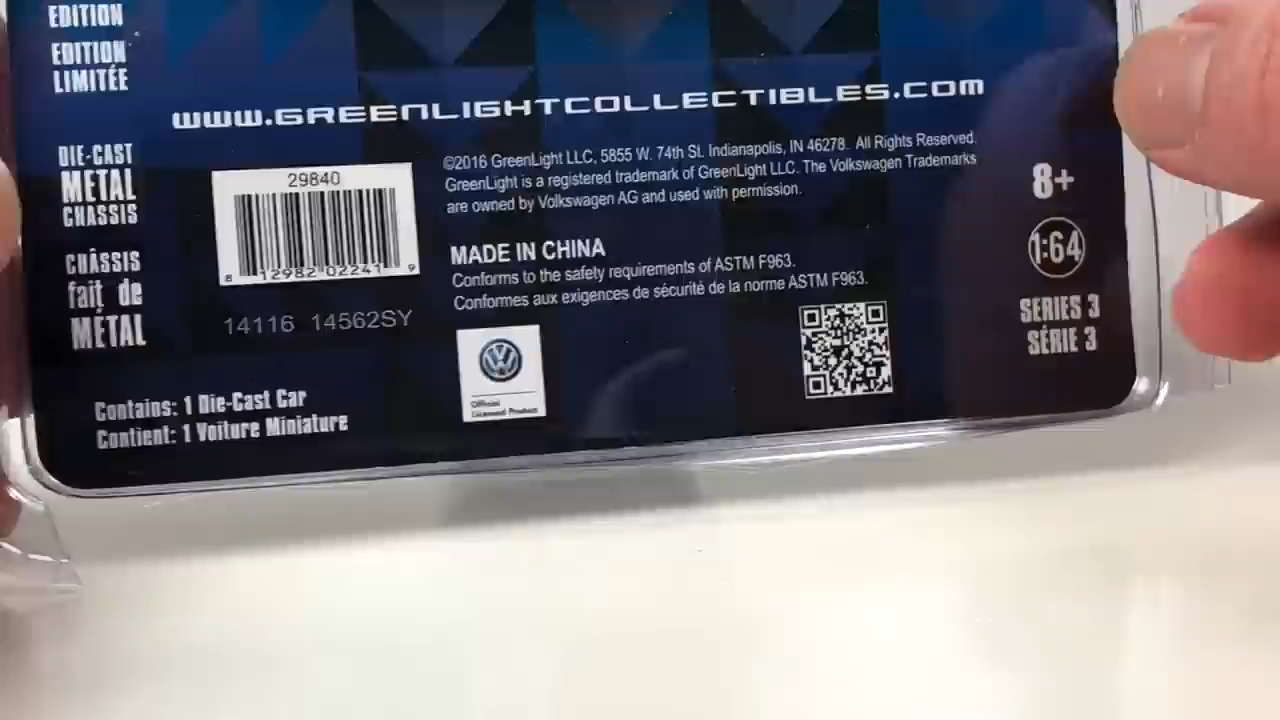 EDITION
EDITION
LIMITÉE
www.GREENLIGHTCOLLECTIBLES.com
DIE-CAST
METAL
CHASSIS
CHÂSSIS
fait de
MÉTAL
29840
8 12982 02241 9
14116 14562SY
©2016 GreenLight LLC, 5855 W. 74th St. Indianapolis, IN 46278. All Rights Reserved.
GreenLight is a registered trademark of GreenLight LLC. The Volkswagen Trademarks
are owned by Volkswagen AG and used with permission.
MADE IN CHINA
Conforms to the safety requirements of ASTM F963.
Conformes aux exigences de sécurité de la norme ASTM F963.
8+
1:64
SERIES 3
SÉRIE 3
VW
Official
Licensed Product
Contains: 1 Die-Cast Car
Contient: 1 Voiture Miniature